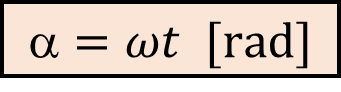 α = ωt [rad]